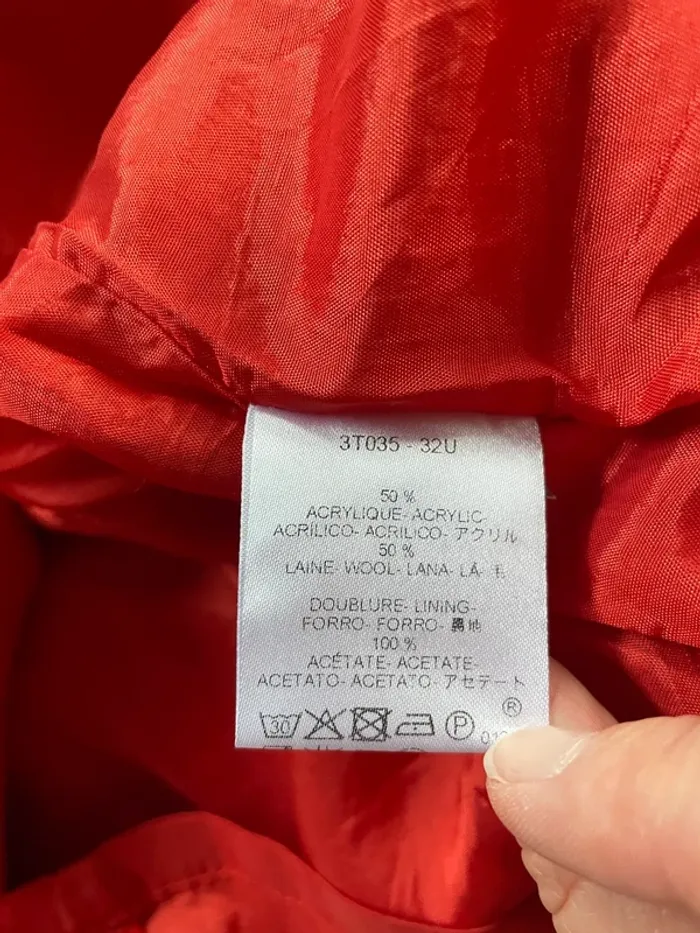 3T035 - 32U
50 %
ACRYLIQUE- ACRYLIC-
ACRÍLICO- ACRILICO- アクリル
50 %
LAINE- WOOL- LANA- LÃ- 毛
DOUBLURE- LINING-
FORRO- FORRO- 裏地
100 %
ACÉTATE- ACETATE-
ACETATO- ACETATO- アセテート
®
30 P